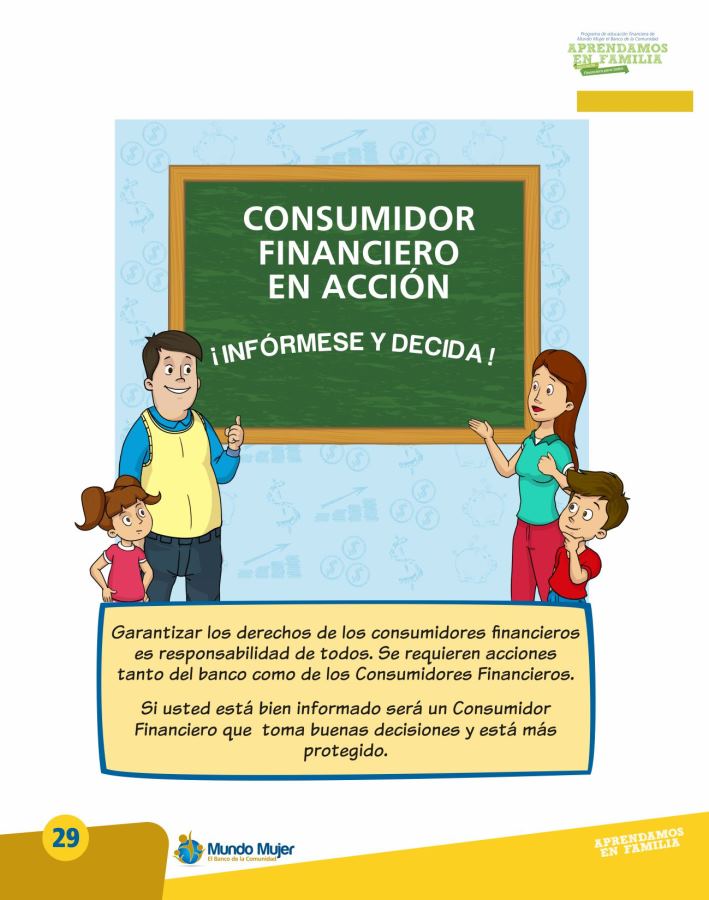 Programa de educación financiera de
Mundo Mujer el Banco de la Comunidad
APRENDAMOS
EN FAMILIA
CONSUMIDOR
FINANCIERO
EN ACCIÓN
¡INFÓRMESE Y DECIDA!
Garantizar los derechos de los consumidores financieros
es responsabilidad de todos. Se requieren acciones
tanto del banco como de los Consumidores Financieros.
Si usted está bien informado será un Consumidor
Financiero que toma buenas decisiones y está más
protegido.
29
Mundo Mujer
El Banco de la Comunidad
APRENDAMOS
EN FAMILIA